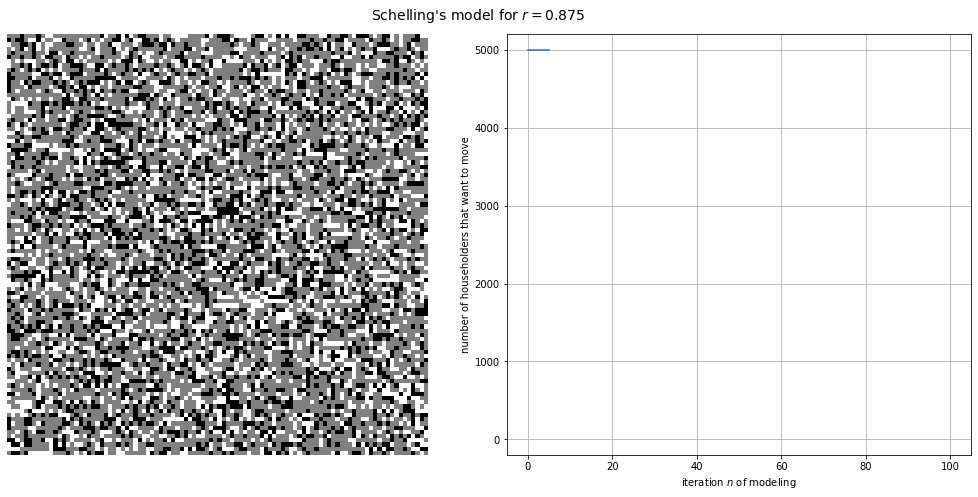 Schelling's model for r = 0.875
number of householders that want to move
5000
4000
3000
2000
1000
0
0 20 40 60 80 100
iteration n of modeling